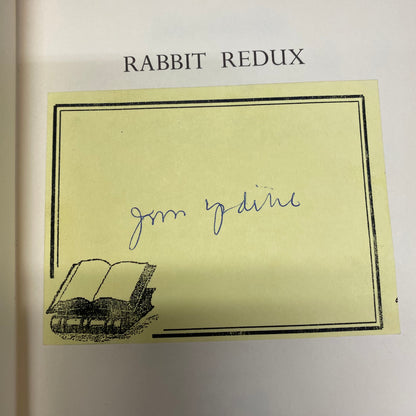 RABBIT REDUX
John Updike